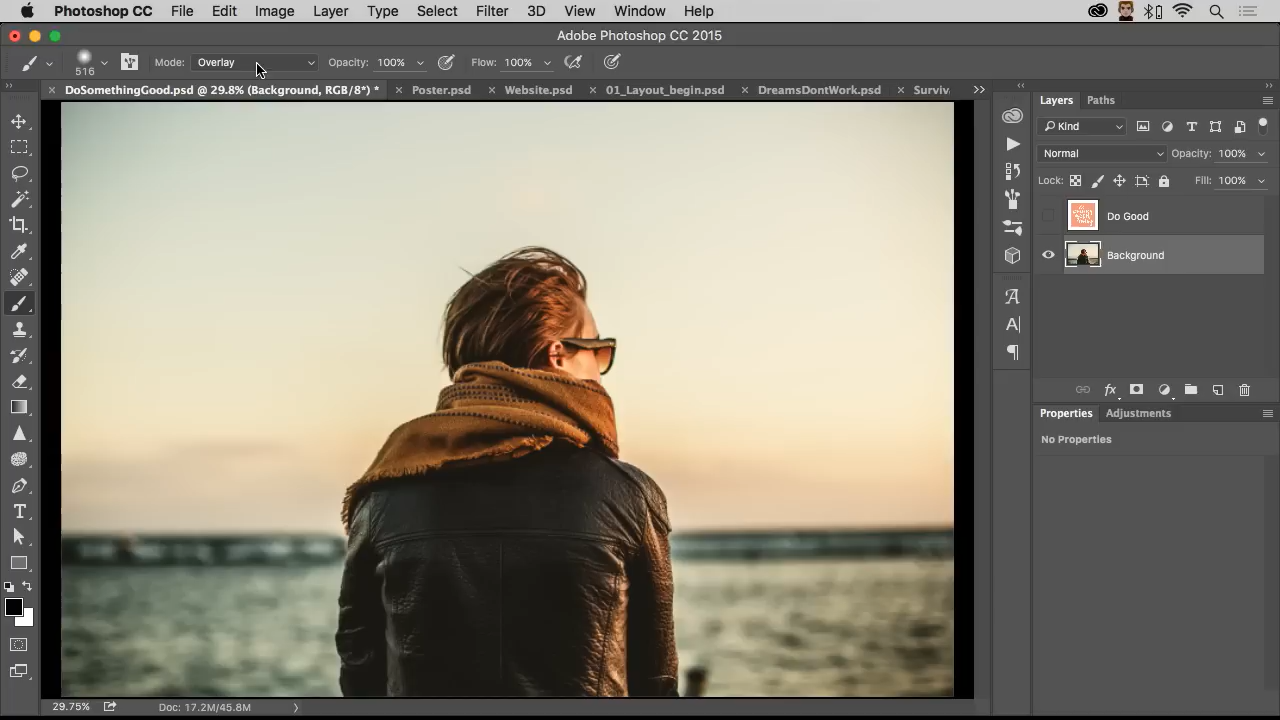 Photoshop CC File Edit Image Layer Type Select Filter 3D View Window Help
Adobe Photoshop CC 2015
516 Mode: Overlay Opacity: 100% Flow: 100%
DoSomethingGood.psd @ 29.8% (Background, RGB/8*) * Poster.psd Website.psd 01_Layout_begin.psd DreamsDontWork.psd Surviv
Layers Paths
Kind
Normal Opacity: 100%
Lock: Fill: 100%
Do Good
Background
Properties Adjustments
No Properties
29.75% Doc: 17.2M/45.8M